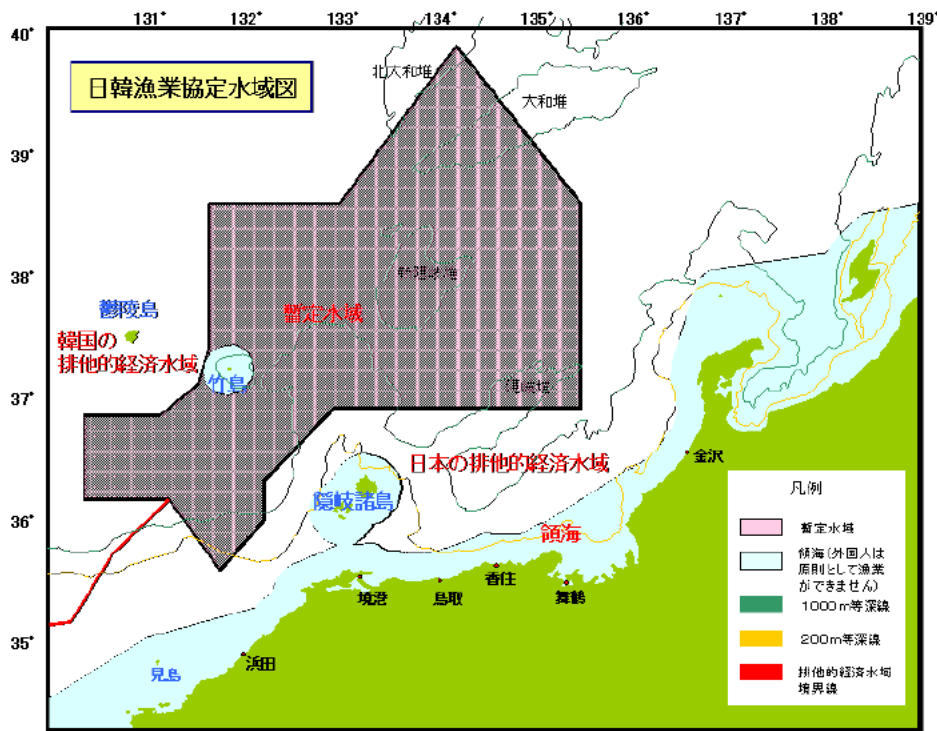 131° 132° 133° 134° 135° 136° 137° 138° 139°
40°
日韓漁業協定水域図
北大和堆
大和堆
39°
38°
鬱陵島
韓国の
排他的経済水域
暫定水域
竹島
37°
日本の排他的経済水域
金沢
36°
隠岐諸島
領海
境港
鳥取
香住
舞鶴
35°
浜田
見島
凡例
暫定水域
領海(外国人は
原則として漁業
ができません)
1000m等深線
200m等深線
排他的経済水域
境界線